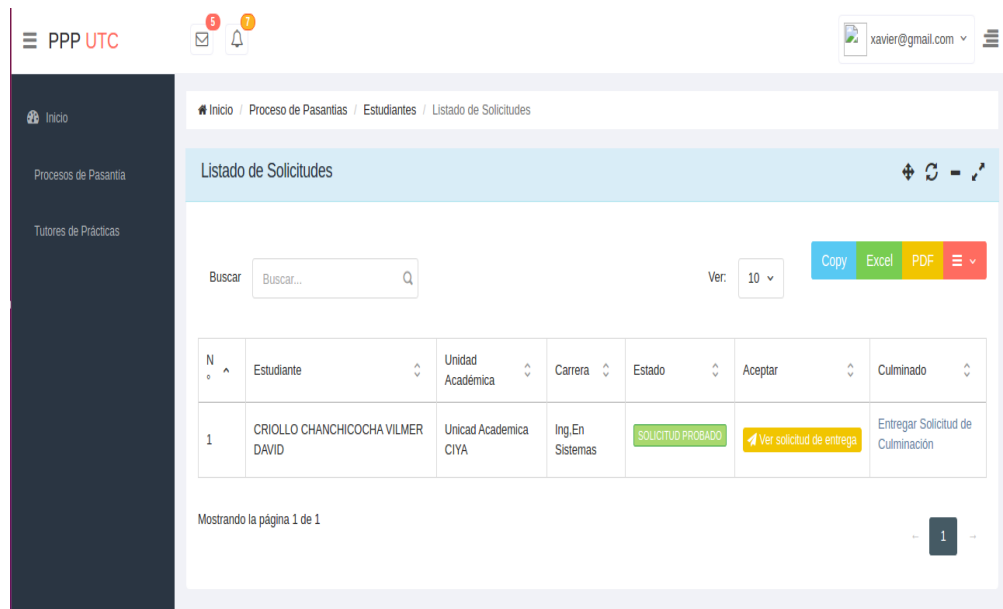 PPP UTC
5
7
xavier@gmail.com
Inicio
Procesos de Pasantia
Tutores de Prácticas
Inicio / Proceso de Pasantias / Estudiantes / Listado de Solicitudes
Listado de Solicitudes
Buscar
Buscar...
Ver:
10
Copy
Excel
PDF
N
°
Estudiante
Unidad
Académica
Carrera
Estado
Aceptar
Culminado
1
CRIOLLO CHANCHICOCHA VILMER
DAVID
Unicad Academica
CIYA
Ing,En
Sistemas
SOLICITUD PROBADO
Ver solicitud de entrega
Entregar Solicitud de
Culminación
Mostrando la página 1 de 1
← 1 →